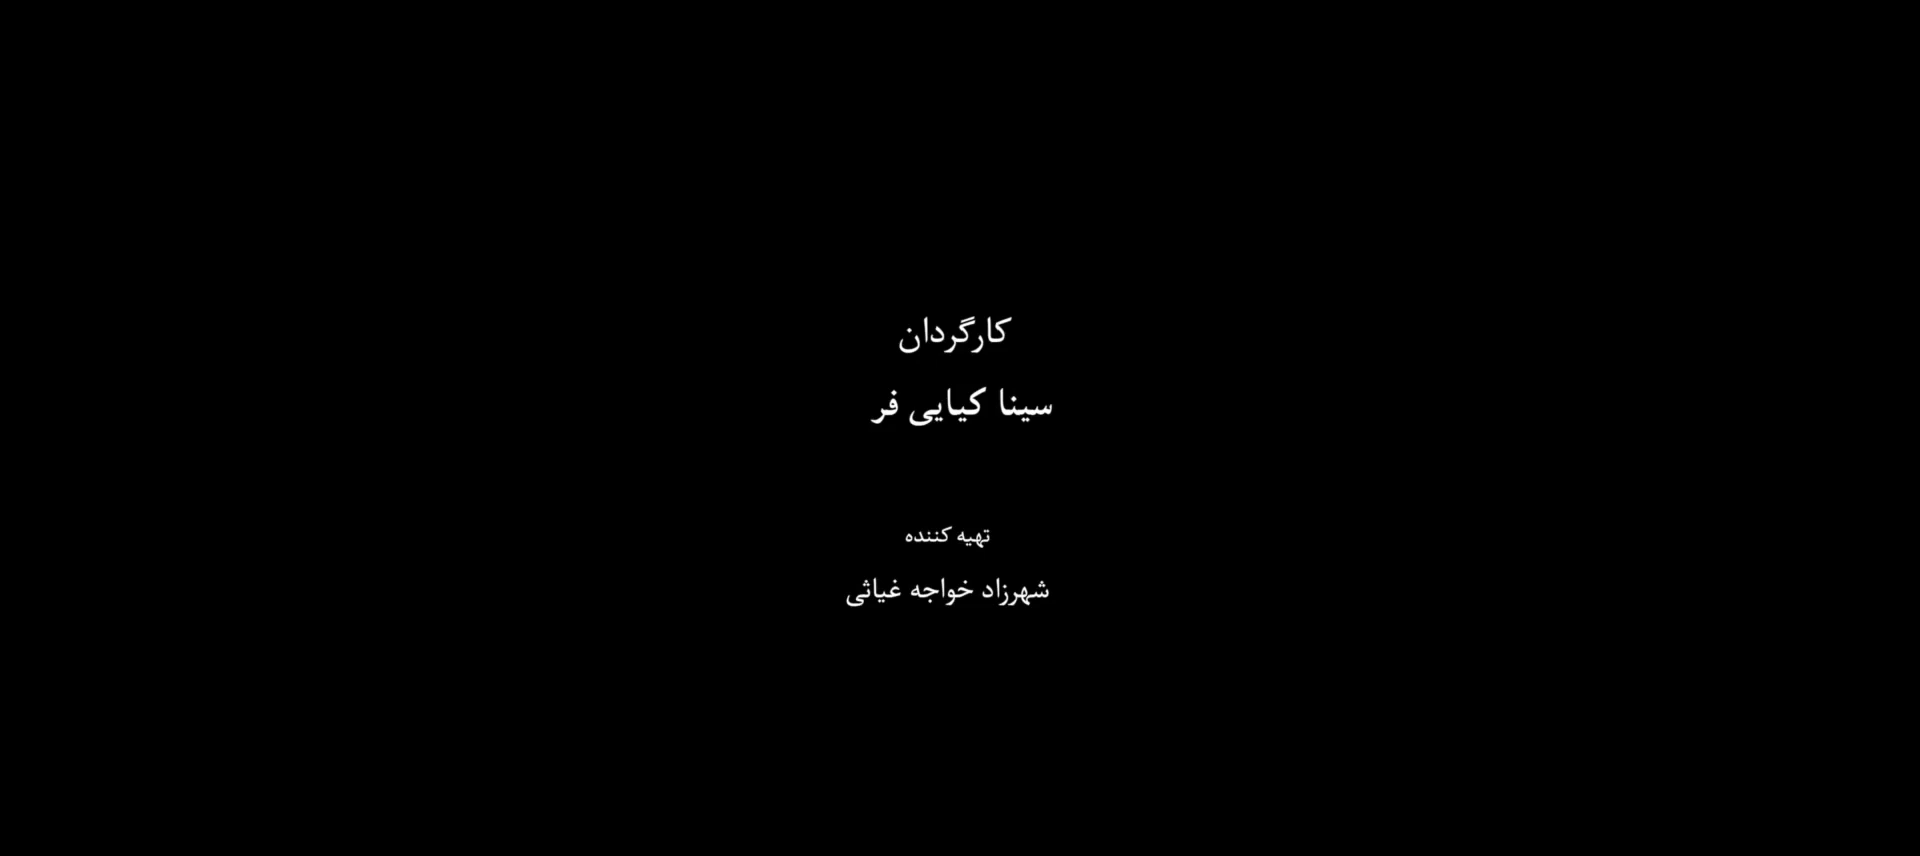 کارگردان
سینا کیایی فر
تهیه کننده
شهرزاد خواجه غیاثی